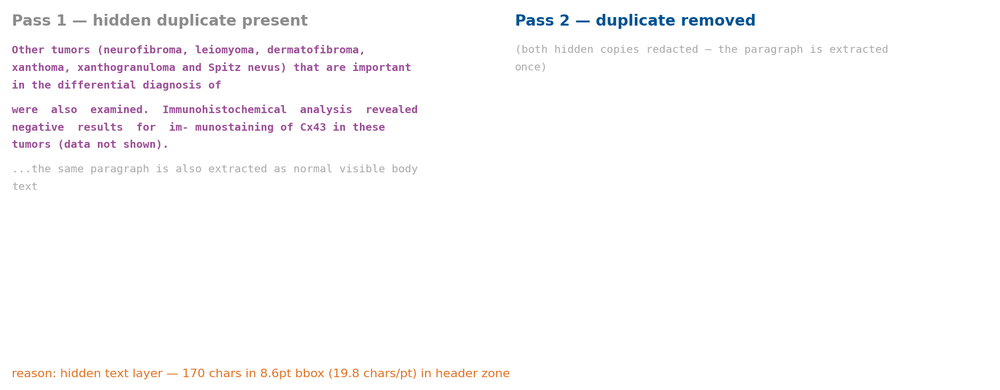 Pass 1 — hidden duplicate present
Other tumors (neurofibroma, leiomyoma, dermatofibroma,
xanthoma, xanthogranuloma and Spitz nevus) that are important
in the differential diagnosis of
were  also  examined.  Immunohistochemical  analysis  revealed
negative  results  for  im- munostaining of Cx43 in these
tumors (data not shown).
...the same paragraph is also extracted as normal visible body
text
Pass 2 — duplicate removed
(both hidden copies redacted — the paragraph is extracted
once)
reason: hidden text layer — 170 chars in 8.6pt bbox (19.8 chars/pt) in header zone